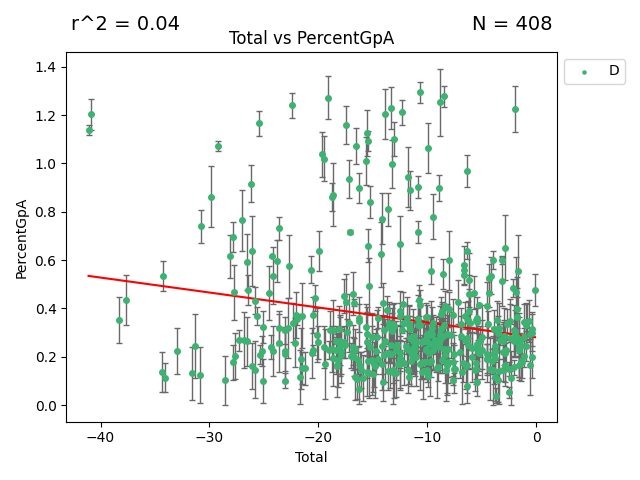 r^2 = 0.04
N = 408
Total vs PercentGpA
D
PercentGpA
1.4
1.2
1.0
0.8
0.6
0.4
0.2
0.0
−40
−30
−20
−10
0
Total